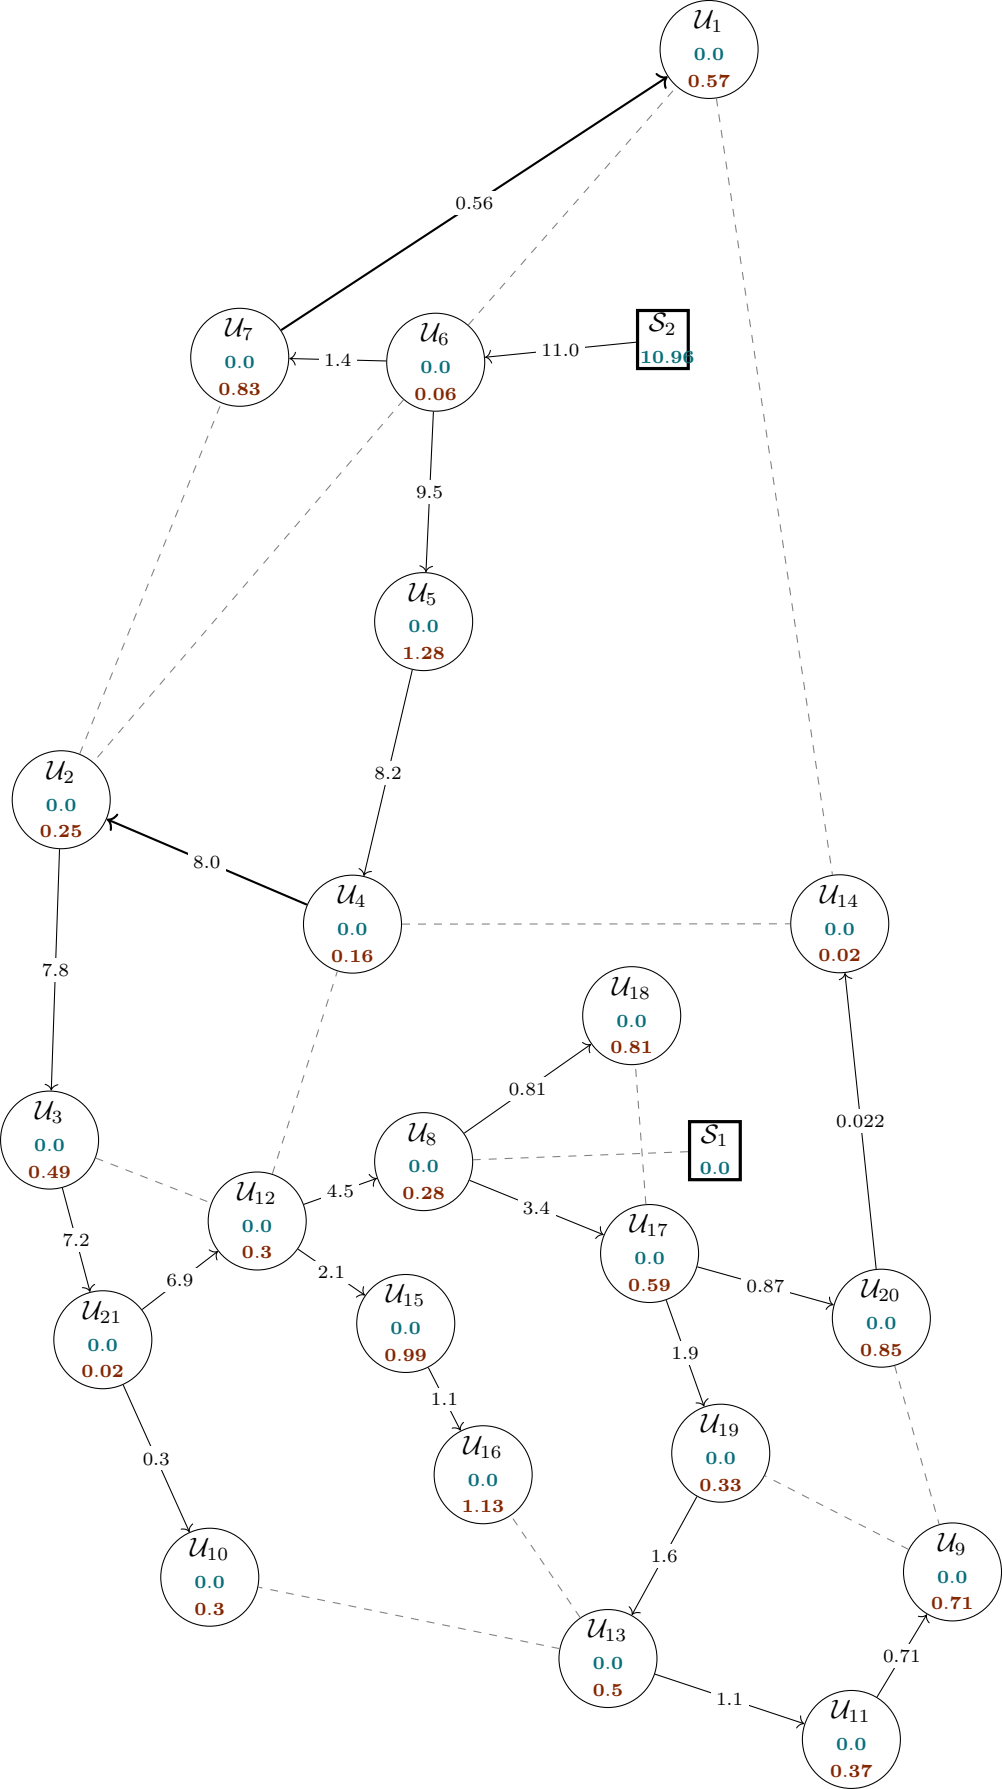 𝒰₁
0.0
0.57
0.56
𝒰₇
0.0
0.83
1.4
𝒰₆
0.0
0.06
11.0
𝒮₂
10.96
9.5
𝒰₅
0.0
1.28
8.2
𝒰₂
0.0
0.25
8.0
𝒰₄
0.0
0.16
𝒰₁₄
0.0
0.02
7.8
𝒰₁₈
0.0
0.81
0.81
0.022
𝒰₃
0.0
0.49
𝒰₈
0.0
0.28
𝒮₁
0.0
4.5
3.4
𝒰₁₂
0.0
0.3
𝒰₁₇
0.0
0.59
7.2
6.9
2.1
0.87
𝒰₂₁
0.0
0.02
𝒰₁₅
0.0
0.99
𝒰₂₀
0.0
0.85
1.9
1.1
0.3
𝒰₁₆
0.0
1.13
𝒰₁₉
0.0
0.33
1.6
𝒰₁₀
0.0
0.3
𝒰₉
0.0
0.71
𝒰₁₃
0.0
0.5
0.71
1.1
𝒰₁₁
0.0
0.37